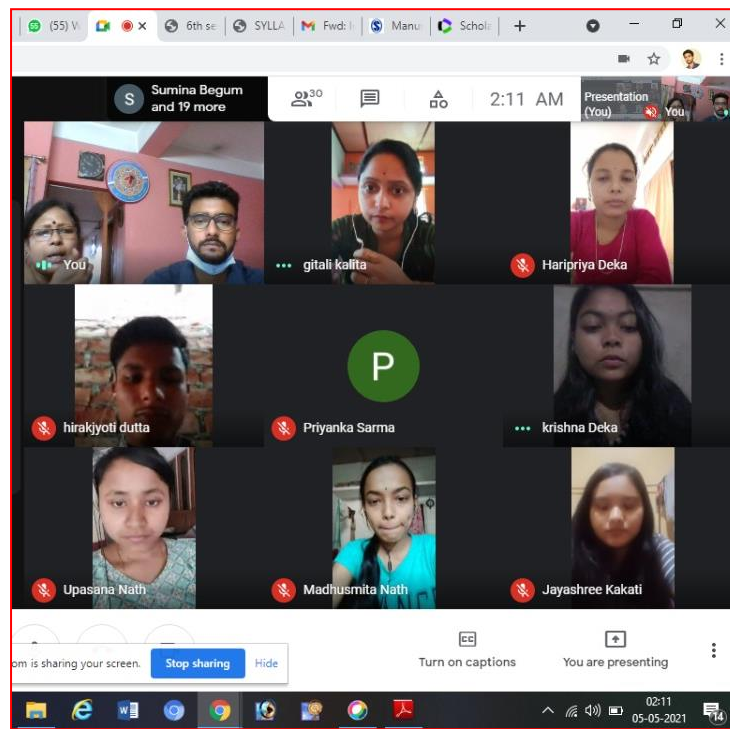 (55) W
6th se
SYLLA
Fwd: I
Manu
Schola
S
Sumina Begum
and 19 more
30
2:11 AM
Presentation
(You)
You
You
gitali kalita
Haripriya Deka
hirakjyoti dutta
P
Priyanka Sarma
krishna Deka
Upasana Nath
Madhusmita Nath
Jayashree Kakati
om is sharing your screen.
Stop sharing
Hide
CC
Turn on captions
You are presenting
02:11
05-05-2021
14